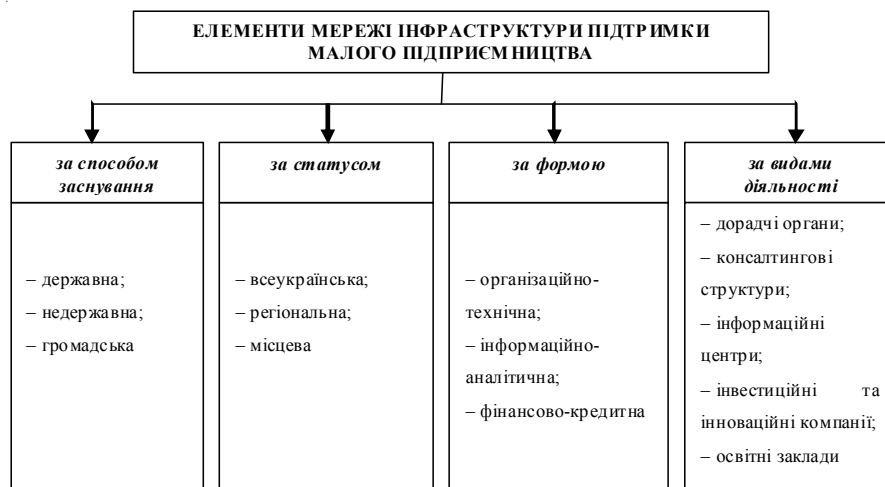 ЕЛЕМЕНТИ МЕРЕЖІ ІНФРАСТРУКТУРИ ПІДТРИМКИ
МАЛОГО ПІДПРИЄМНИЦТВА
за способом
заснування
– державна;
– недержавна;
– громадська
за статусом
– всеукраїнська;
– регіональна;
– місцева
за формою
– організаційно-
технічна;
– інформаційно-
аналітична;
– фінансово-кредитна
за видами
діяльності
– дорадчі органи;
– консалтингові
структури;
– інформаційні
центри;
– інвестиційні та
інноваційні компанії;
– освітні заклади